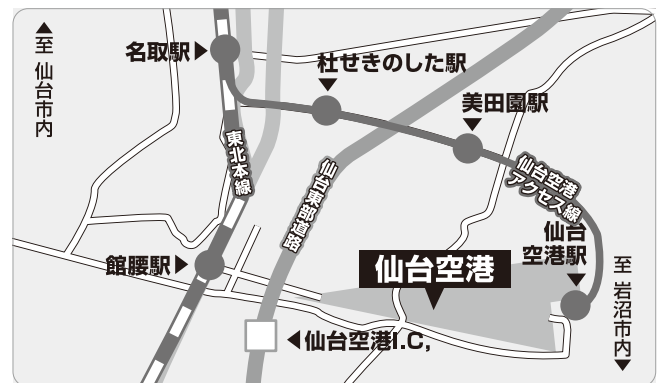 ▲至 仙台市内
名取駅▶
杜せきのした駅
▼
美田園駅
▼
東北本線
仙台東部道路
仙台空港
アクセス線
仙台
空港駅
▼
館腰駅▶
仙台空港
至 岩沼市内▼
◀仙台空港I.C,